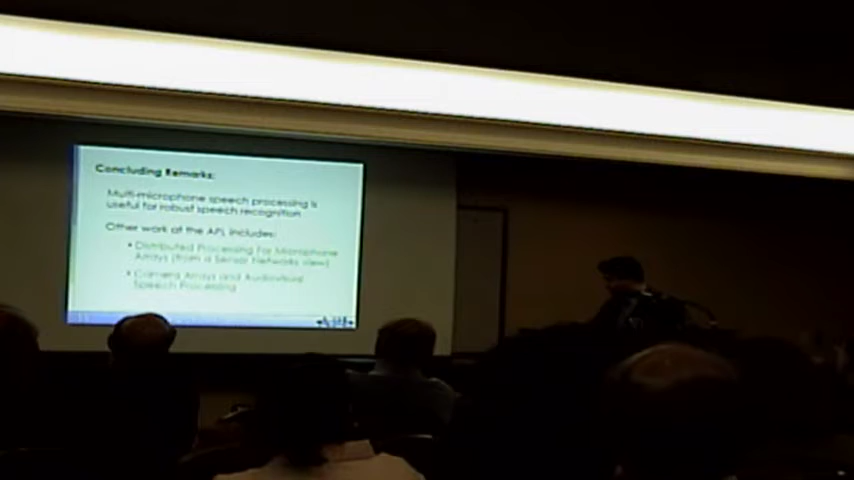 Concluding Remarks:
Multi-microphone speech processing is
useful for robust speech recognition
Other work at the APL includes:
• Distributed Processing for Microphone
Arrays (from a Sensor Networks view)
• Camera Arrays and Audiovisual
Speech Processing